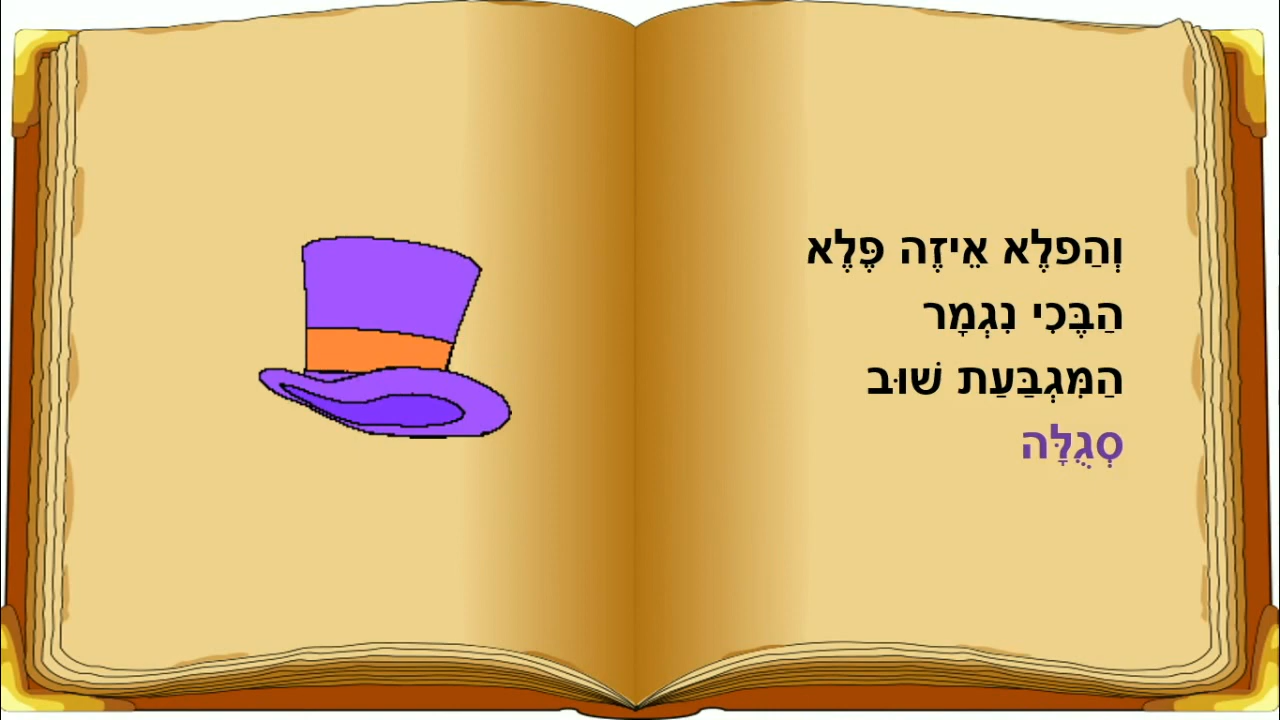 וְהַפלֶא אֵיזֶה פֶּלֶא
הַבֶּכִי נִגְמָר
הַמִּגְבַּעַת שׁוּב
סְגֻלָּה